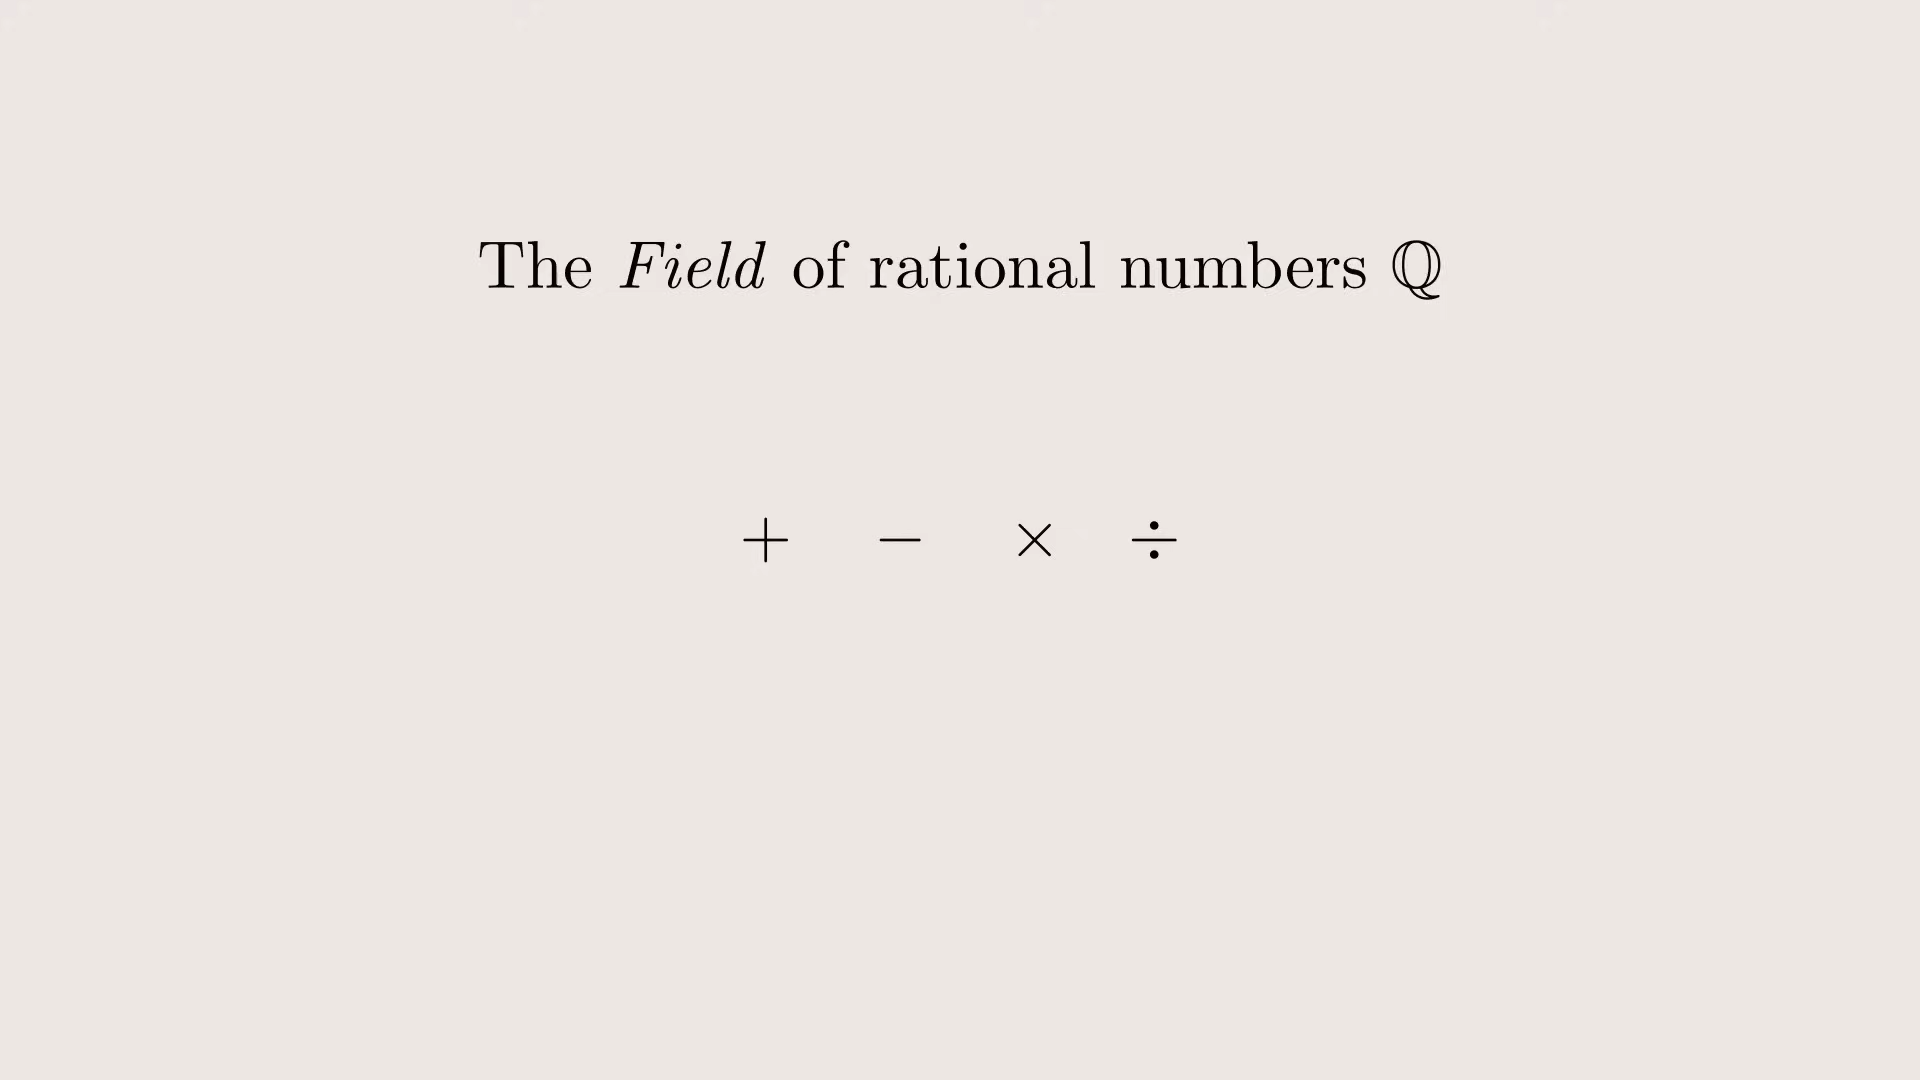 The Field of rational numbers ℚ
+ − × ÷